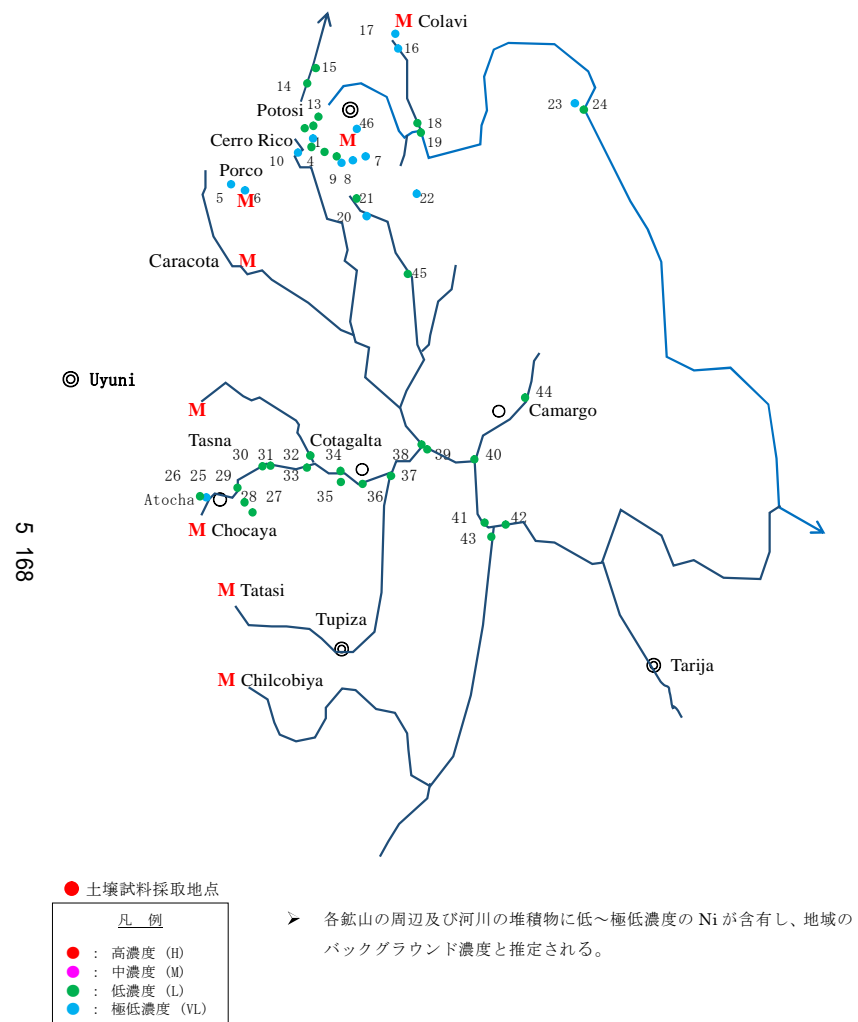 17 M Colavi
16
15
14
13
Potosi
46
18
23 24
Cerro Rico 1 M
19
10 4 7
Porco 9 8
5 6 21 22
M
20
Caracota M
45
Uyuni
M
44
Camargo
Tasna Cotagalta
30 31 32 34 38 39 40
26 25 29 33 37
Atocha 28 27 35 36
M Chocaya
41 42
43
5 168
M Tatasi
Tupiza
Tarija
M Chilcobiya
土壌試料採取地点
凡 例
: 高濃度 (H)
: 中濃度 (M)
: 低濃度 (L)
: 極低濃度 (VL)
➢ 各鉱山の周辺及び河川の堆積物に低～極低濃度の Ni が含有し、地域の
バックグラウンド濃度と推定される。